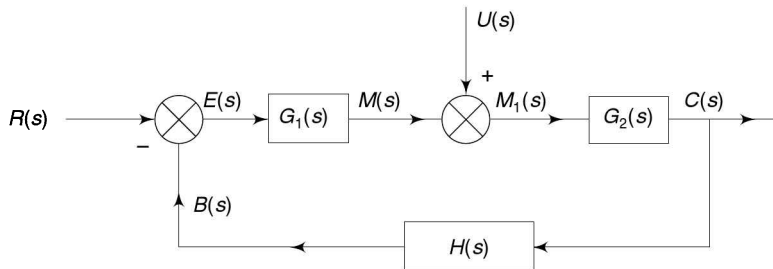 U(s)
+
E(s)
M(s)
M₁(s)
C(s)
R(s)
G₁(s)
G₂(s)
−
B(s)
H(s)